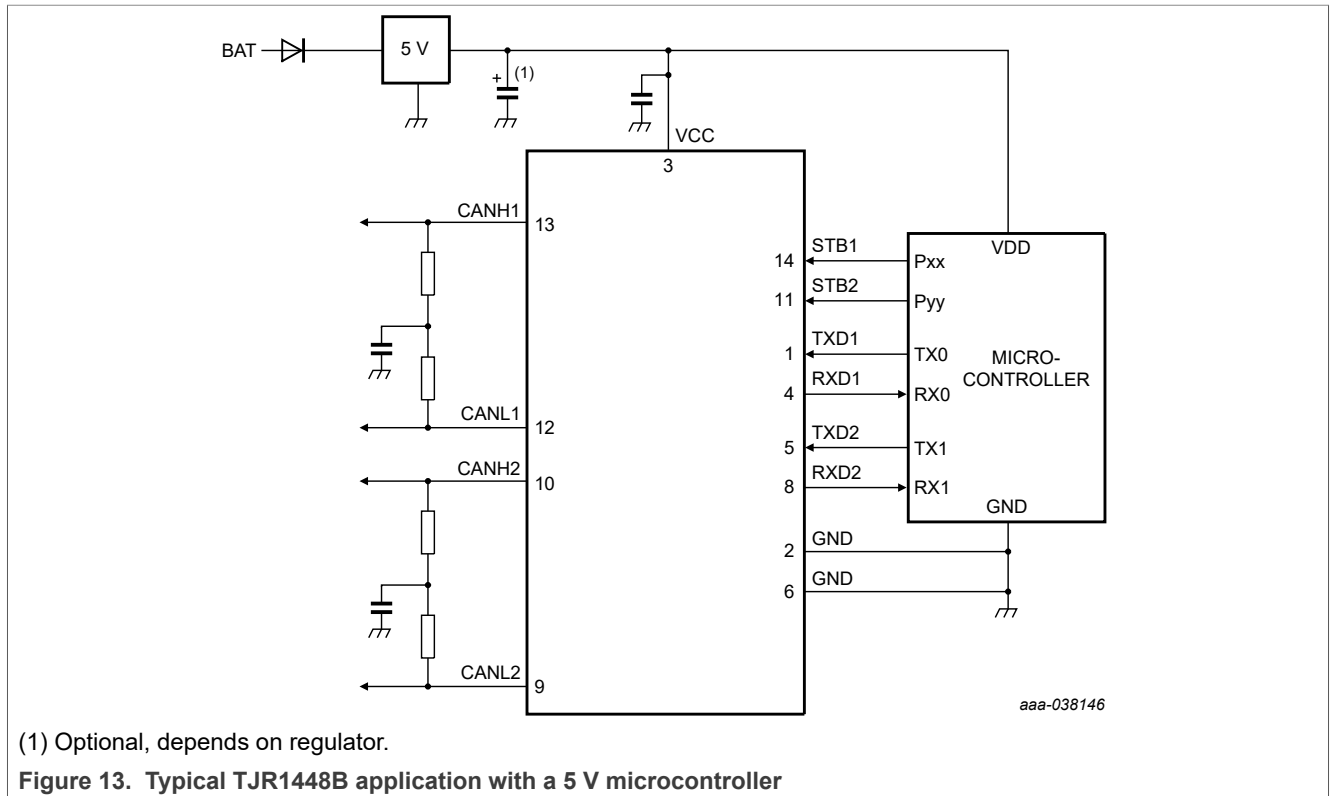 BAT
5 V
+
(1)
VCC
3
CANH1
13
CANL1
12
CANH2
10
CANL2
9
14
STB1
11
STB2
1
TXD1
4
RXD1
5
TXD2
8
RXD2
2
GND
6
GND
VDD
Pxx
Pyy
TX0
RX0
MICRO-
CONTROLLER
TX1
RX1
GND
aaa-038146
(1) Optional, depends on regulator.
Figure 13. Typical TJR1448B application with a 5 V microcontroller